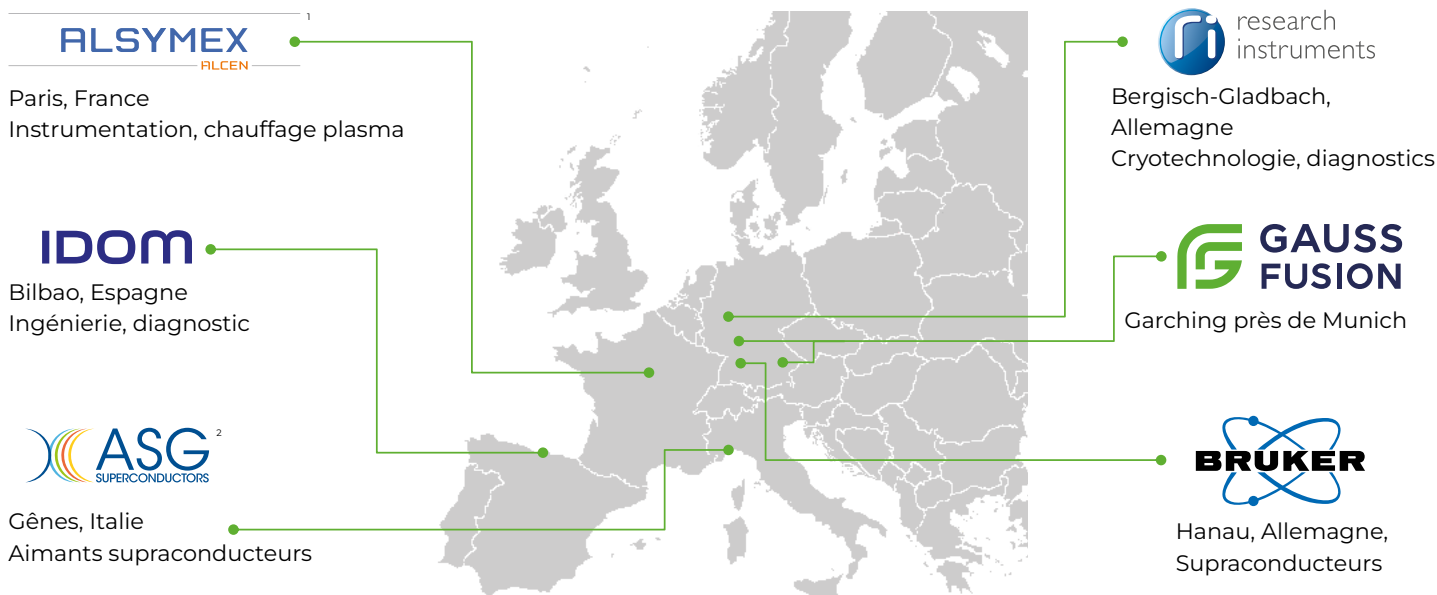 ALSYMEX
ALCEN
1
Paris, France
Instrumentation, chauffage plasma
IDOM
Bilbao, Espagne
Ingénierie, diagnostic
ASG
SUPERCONDUCTORS
2
Gênes, Italie
Aimants supraconducteurs
ri
research
instruments
Bergisch-Gladbach,
Allemagne
Cryotechnologie, diagnostics
GAUSS
FUSION
Garching près de Munich
BRUKER
Hanau, Allemagne,
Supraconducteurs